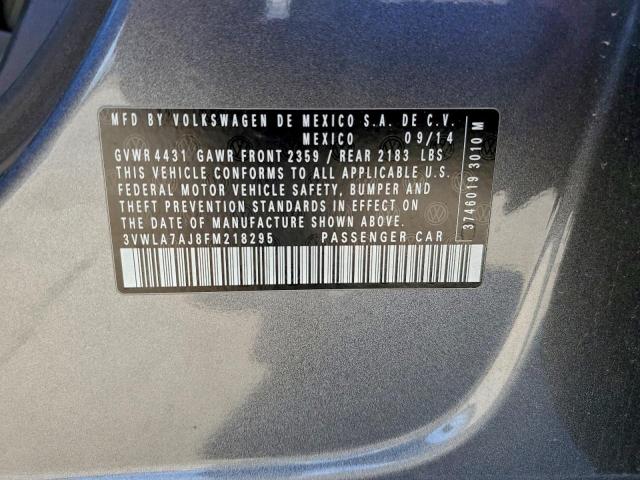 MFD BY VOLKSWAGEN DE MEXICO S.A. DE C.V.
MEXICO 09/14
GVWR 4431 GAWR FRONT 2359 / REAR 2183 LBS
THIS VEHICLE CONFORMS TO ALL APPLICABLE U.S.
FEDERAL MOTOR VEHICLE SAFETY, BUMPER AND
THEFT PREVENTION STANDARDS IN EFFECT ON
THE DATE OF MANUFACTURE SHOWN ABOVE.
3VWLA7AJ8FM218295 PASSENGER CAR
3746019 3010 M